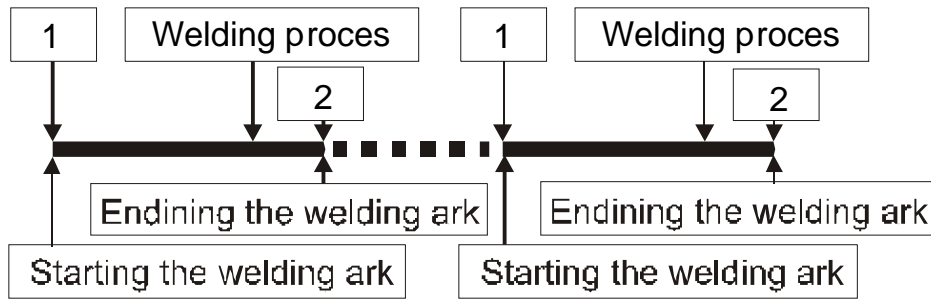 1
Welding proces
1
Welding proces
2
2
Endining the welding ark
Endining the welding ark
Starting the welding ark
Starting the welding ark